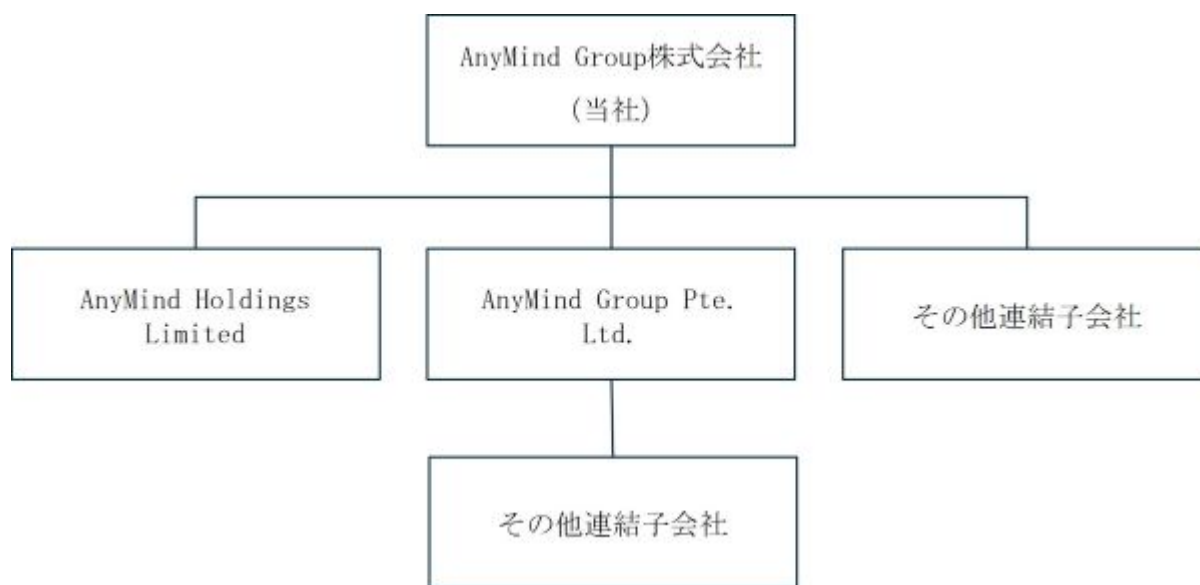 AnyMind Group株式会社
(当社)
AnyMind Holdings
Limited
AnyMind Group Pte.
Ltd.
その他連結子会社
その他連結子会社